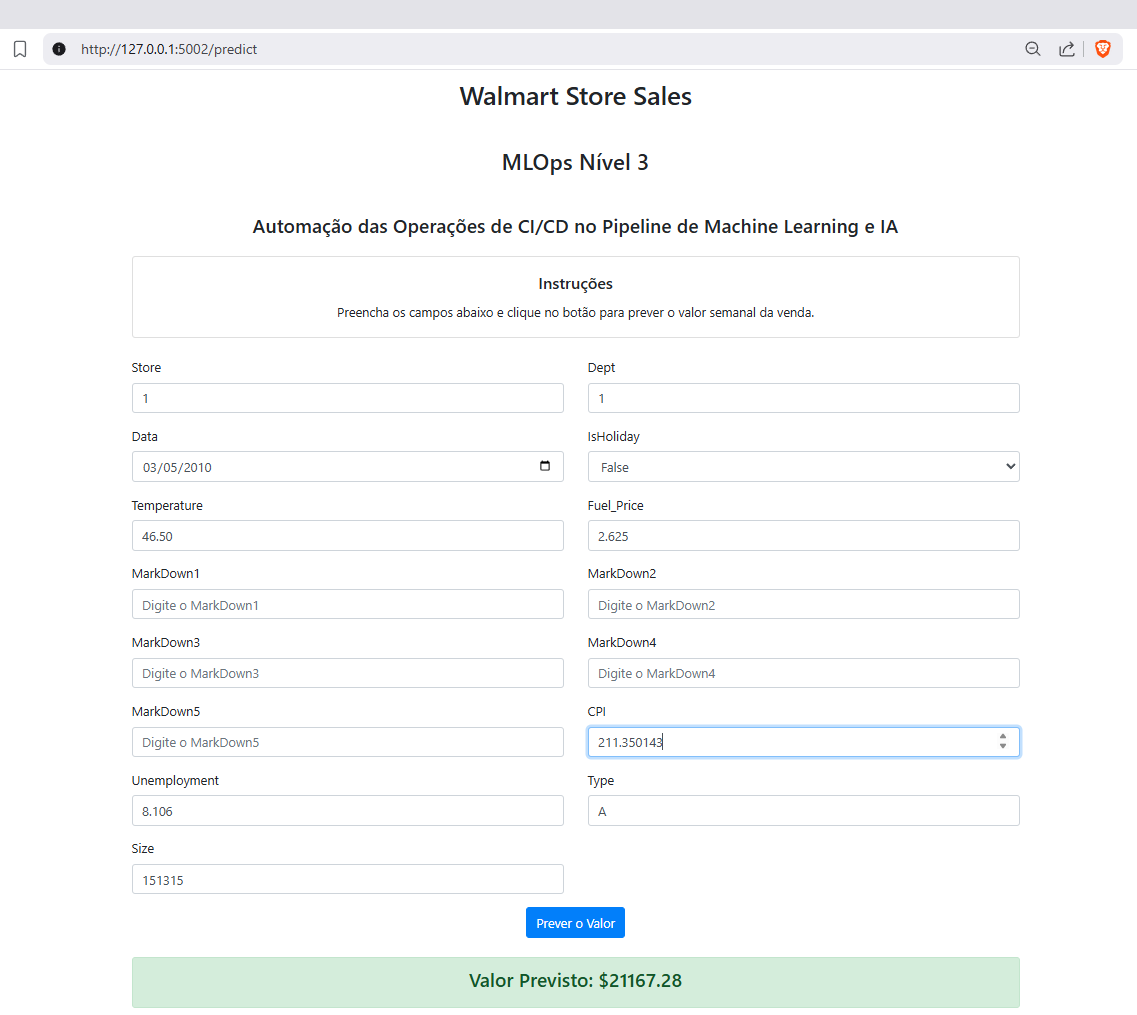 http://127.0.0.1:5002/predict
Walmart Store Sales
MLOps Nível 3
Automação das Operações de CI/CD no Pipeline de Machine Learning e IA
Instruções
Preencha os campos abaixo e clique no botão para prever o valor semanal da venda.
Store Dept
1 1
Data IsHoliday
03/05/2010 False
Temperature Fuel_Price
46.50 2.625
MarkDown1 MarkDown2
Digite o MarkDown1 Digite o MarkDown2
MarkDown3 MarkDown4
Digite o MarkDown3 Digite o MarkDown4
MarkDown5 CPI
Digite o MarkDown5 211.350143
Unemployment Type
8.106 A
Size
151315
Prever o Valor
Valor Previsto: $21167.28